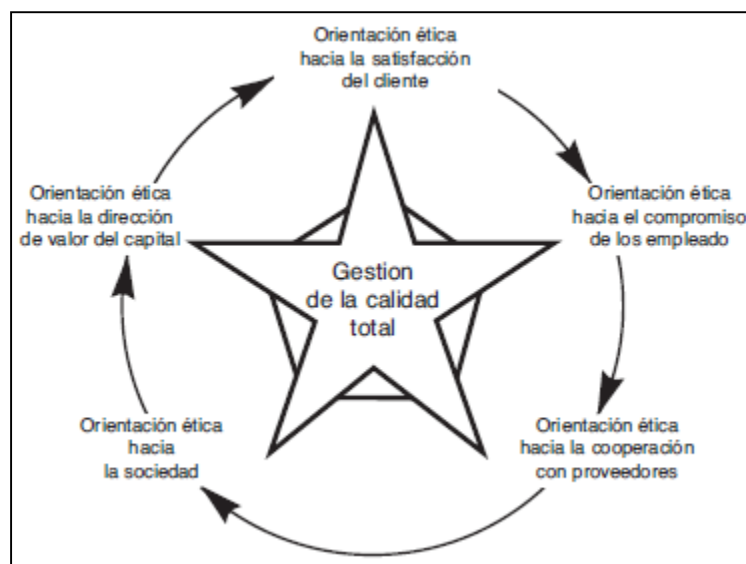 Orientación ética
hacia la satisfacción
del cliente
Orientación ética
hacia la dirección
de valor del capital
Orientación ética
hacia el compromiso
de los empleado
Gestion
de la calidad
total
Orientación ética
hacia
la sociedad
Orientación ética
hacia la cooperación
con proveedores